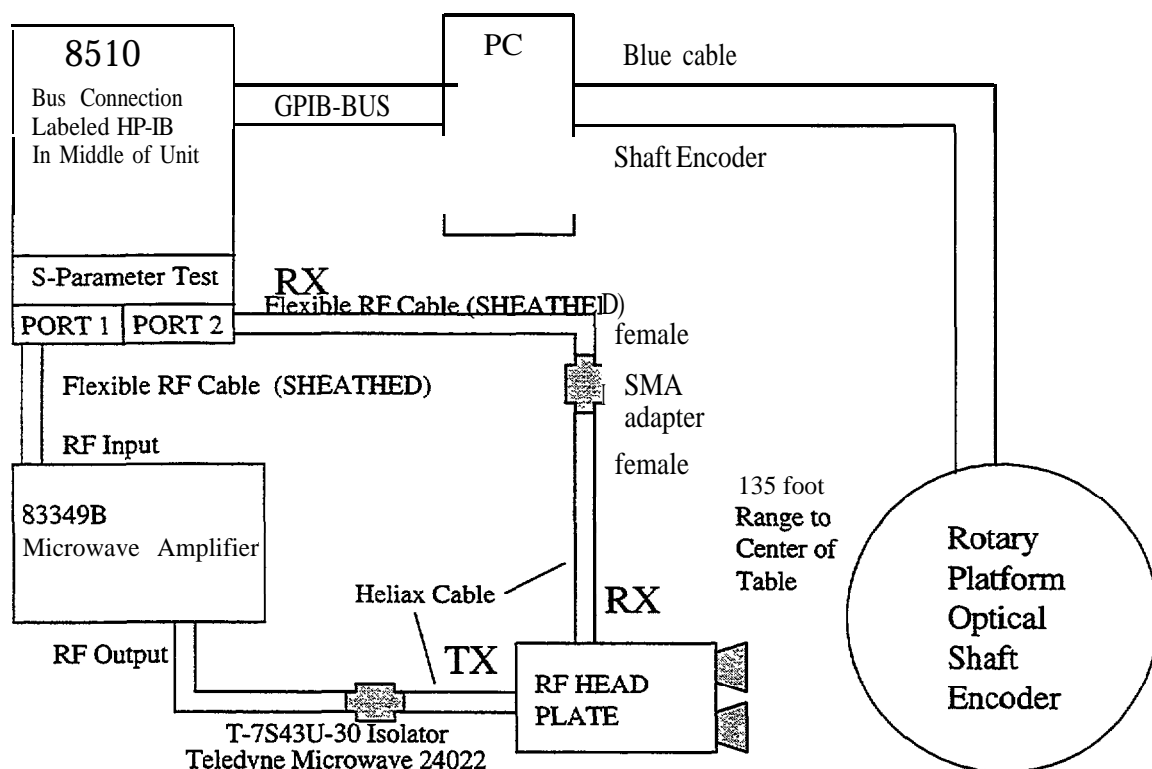 8510
Bus Connection
Labeled HP-IB
In Middle of Unit
GPIB-BUS
PC
Blue cable
Shaft Encoder
S-Parameter Test
PORT 1
PORT 2
RX
Flexible RF Cable (SHEATHED)
female
SMA
adapter
female
Flexible RF Cable (SHEATHED)
RF Input
83349B
Microwave Amplifier
RF Output
Heliax Cable
TX
RX
T-7S43U-30 Isolator
Teledyne Microwave 24022
RF HEAD
PLATE
135 foot
Range to
Center of
Table
Rotary
Platform
Optical
Shaft
Encoder